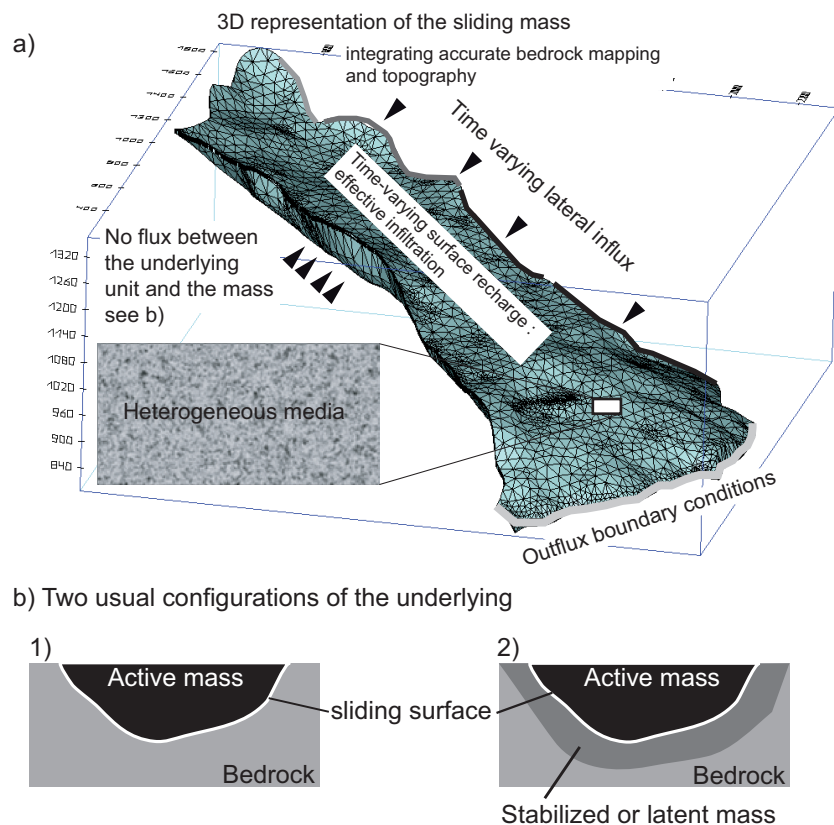 3D representation of the sliding mass
a)
integrating accurate bedrock mapping
and topography
Time varying lateral influx
Time-varying surface recharge :
effective infiltration
No flux between
the underlying
unit and the mass
see b)
1320
1260
1200
1140
1080
1020
960
900
840
Heterogeneous media
Outflux boundary conditions
b) Two usual configurations of the underlying
1)
2)
Active mass
Active mass
sliding surface
Bedrock
Bedrock
Stabilized or latent mass